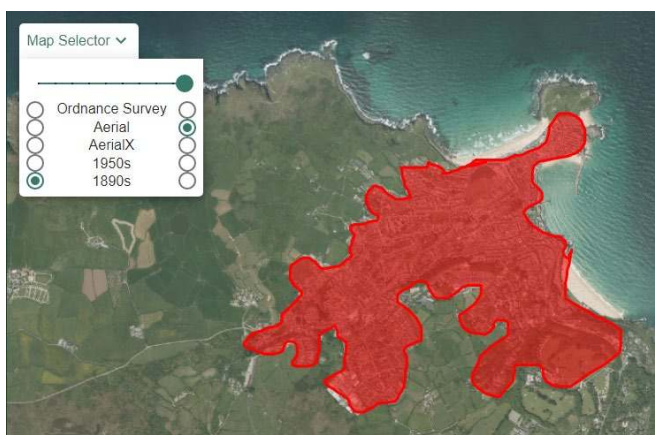 Map Selector
Ordnance Survey
Aerial
AerialX
1950s
1890s